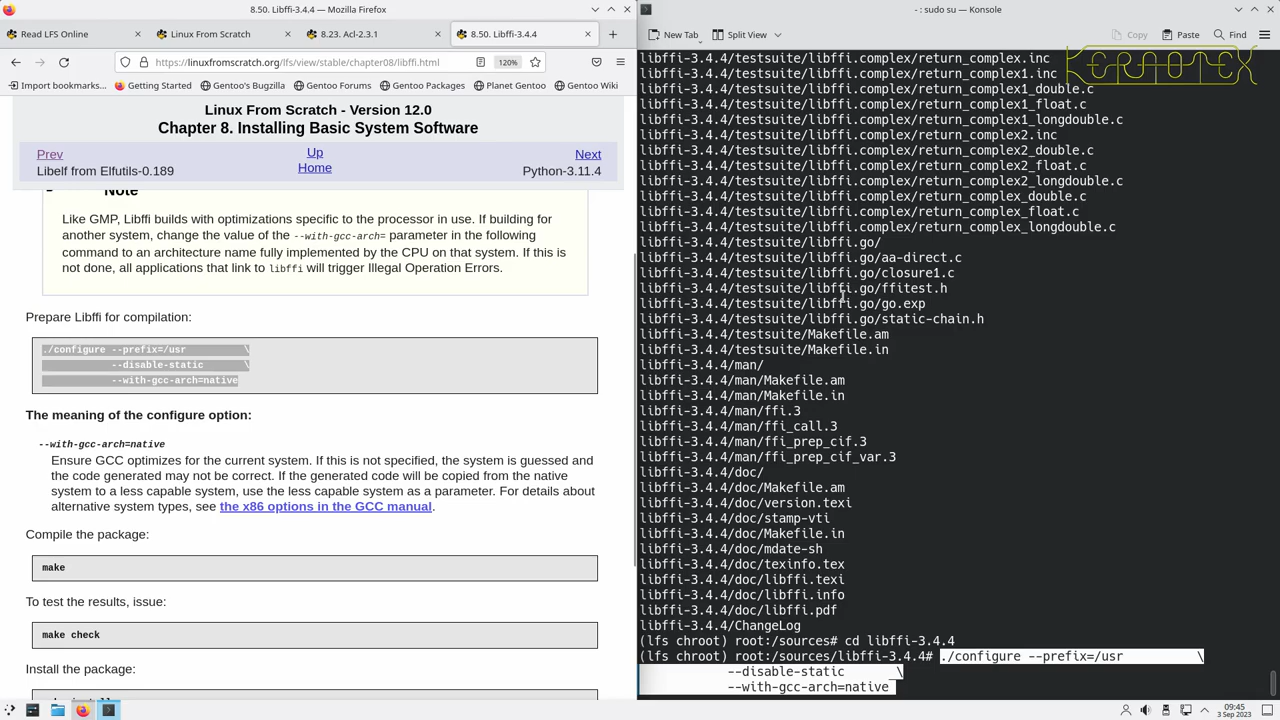 8.50. Libffi-3.4.4 — Mozilla Firefox
Read LFS Online
Linux From Scratch
8.23. Acl-2.3.1
8.50. Libffi-3.4.4
https://linuxfromscratch.org/lfs/view/stable/chapter08/libffi.html
120%
Import bookmarks...
Getting Started
Gentoo's Bugzilla
Gentoo Forums
Gentoo Packages
Planet Gentoo
Gentoo Wiki
Linux From Scratch - Version 12.0
Chapter 8. Installing Basic System Software
Prev
Up
Next
Libelf from Elfutils-0.189
Home
Python-3.11.4
Note
Like GMP, Libffi builds with optimizations specific to the processor in use. If building for
another system, change the value of the --with-gcc-arch= parameter in the following
command to an architecture name fully implemented by the CPU on that system. If this is
not done, all applications that link to libffi will trigger Illegal Operation Errors.
Prepare Libffi for compilation:
./configure --prefix=/usr \
--disable-static \
--with-gcc-arch=native
The meaning of the configure option:
--with-gcc-arch=native
Ensure GCC optimizes for the current system. If this is not specified, the system is guessed and
the code generated may not be correct. If the generated code will be copied from the native
system to a less capable system, use the less capable system as a parameter. For details about
alternative system types, see the x86 options in the GCC manual.
Compile the package:
make
To test the results, issue:
make check
Install the package:
- : sudo su — Konsole
New Tab
Split View
Copy
Paste
Find
KERNOTEX
libffi-3.4.4/testsuite/libffi.complex/return_complex.inc
libffi-3.4.4/testsuite/libffi.complex/return_complex1.inc
libffi-3.4.4/testsuite/libffi.complex/return_complex1_double.c
libffi-3.4.4/testsuite/libffi.complex/return_complex1_float.c
libffi-3.4.4/testsuite/libffi.complex/return_complex1_longdouble.c
libffi-3.4.4/testsuite/libffi.complex/return_complex2.inc
libffi-3.4.4/testsuite/libffi.complex/return_complex2_double.c
libffi-3.4.4/testsuite/libffi.complex/return_complex2_float.c
libffi-3.4.4/testsuite/libffi.complex/return_complex2_longdouble.c
libffi-3.4.4/testsuite/libffi.complex/return_complex_double.c
libffi-3.4.4/testsuite/libffi.complex/return_complex_float.c
libffi-3.4.4/testsuite/libffi.complex/return_complex_longdouble.c
libffi-3.4.4/testsuite/libffi.go/
libffi-3.4.4/testsuite/libffi.go/aa-direct.c
libffi-3.4.4/testsuite/libffi.go/closure1.c
libffi-3.4.4/testsuite/libffi.go/ffitest.h
libffi-3.4.4/testsuite/libffi.go/go.exp
libffi-3.4.4/testsuite/libffi.go/static-chain.h
libffi-3.4.4/testsuite/Makefile.am
libffi-3.4.4/testsuite/Makefile.in
libffi-3.4.4/man/
libffi-3.4.4/man/Makefile.am
libffi-3.4.4/man/Makefile.in
libffi-3.4.4/man/ffi.3
libffi-3.4.4/man/ffi_call.3
libffi-3.4.4/man/ffi_prep_cif.3
libffi-3.4.4/man/ffi_prep_cif_var.3
libffi-3.4.4/doc/
libffi-3.4.4/doc/Makefile.am
libffi-3.4.4/doc/version.texi
libffi-3.4.4/doc/stamp-vti
libffi-3.4.4/doc/Makefile.in
libffi-3.4.4/doc/mdate-sh
libffi-3.4.4/doc/texinfo.tex
libffi-3.4.4/doc/libffi.texi
libffi-3.4.4/doc/libffi.info
libffi-3.4.4/doc/libffi.pdf
libffi-3.4.4/ChangeLog
(lfs chroot) root:/sources# cd libffi-3.4.4
(lfs chroot) root:/sources/libffi-3.4.4# ./configure --prefix=/usr \
--disable-static \
--with-gcc-arch=native
09:45
3 Sep 2023